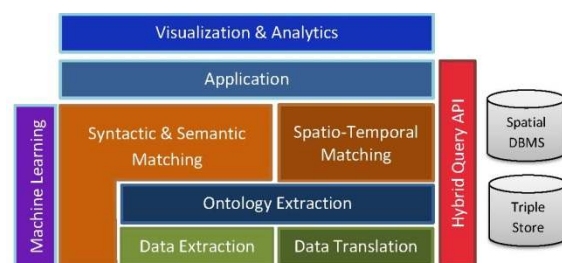 Visualization & Analytics
Application
Machine Learning
Syntactic & Semantic
Matching
Spatio-Temporal
Matching
Ontology Extraction
Data Extraction
Data Translation
Hybrid Query API
Spatial
DBMS
Triple
Store